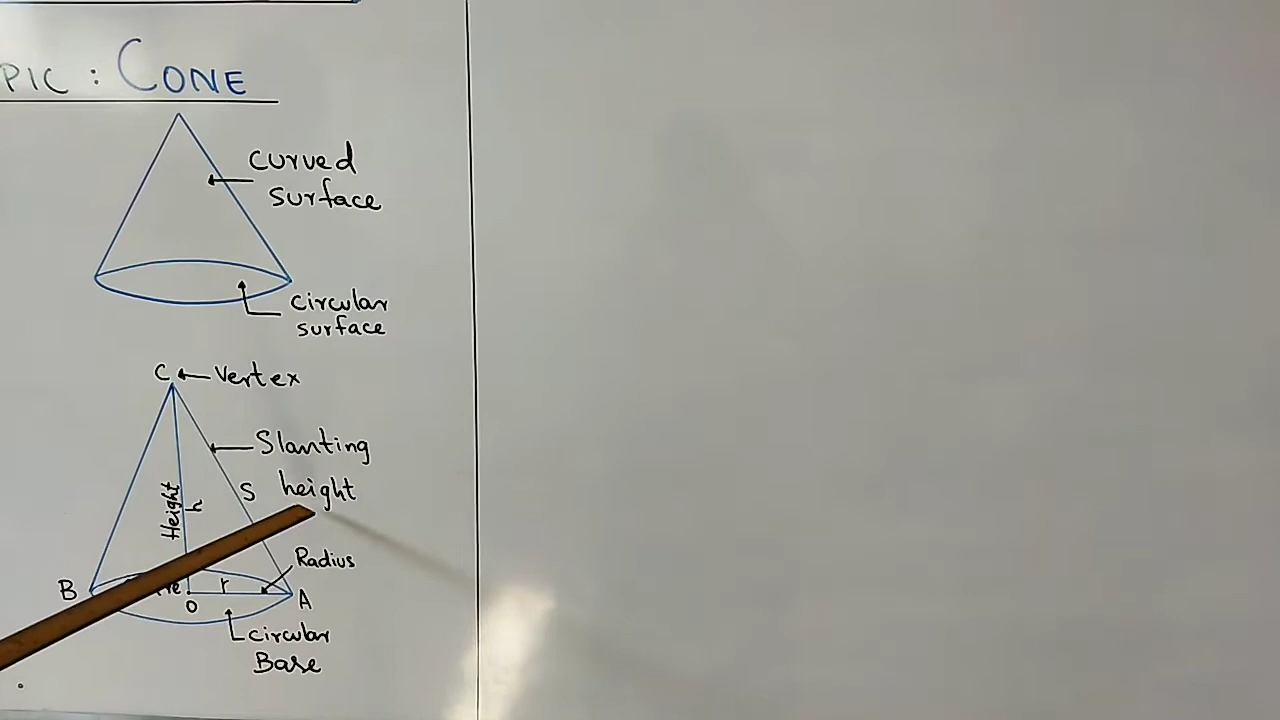 PIC : CONE
curved
surface
circular
surface
C
Vertex
Slanting
height
S
Height
h
Radius
B
r
O
A
circular
Base